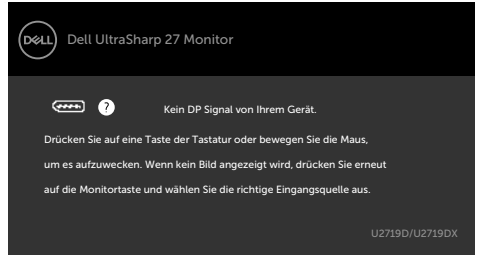 DELL
Dell UltraSharp 27 Monitor
?
Kein DP Signal von Ihrem Gerät.
Drücken Sie auf eine Taste der Tastatur oder bewegen Sie die Maus,
um es aufzuwecken. Wenn kein Bild angezeigt wird, drücken Sie erneut
auf die Monitortaste und wählen Sie die richtige Eingangsquelle aus.
U2719D/U2719DX